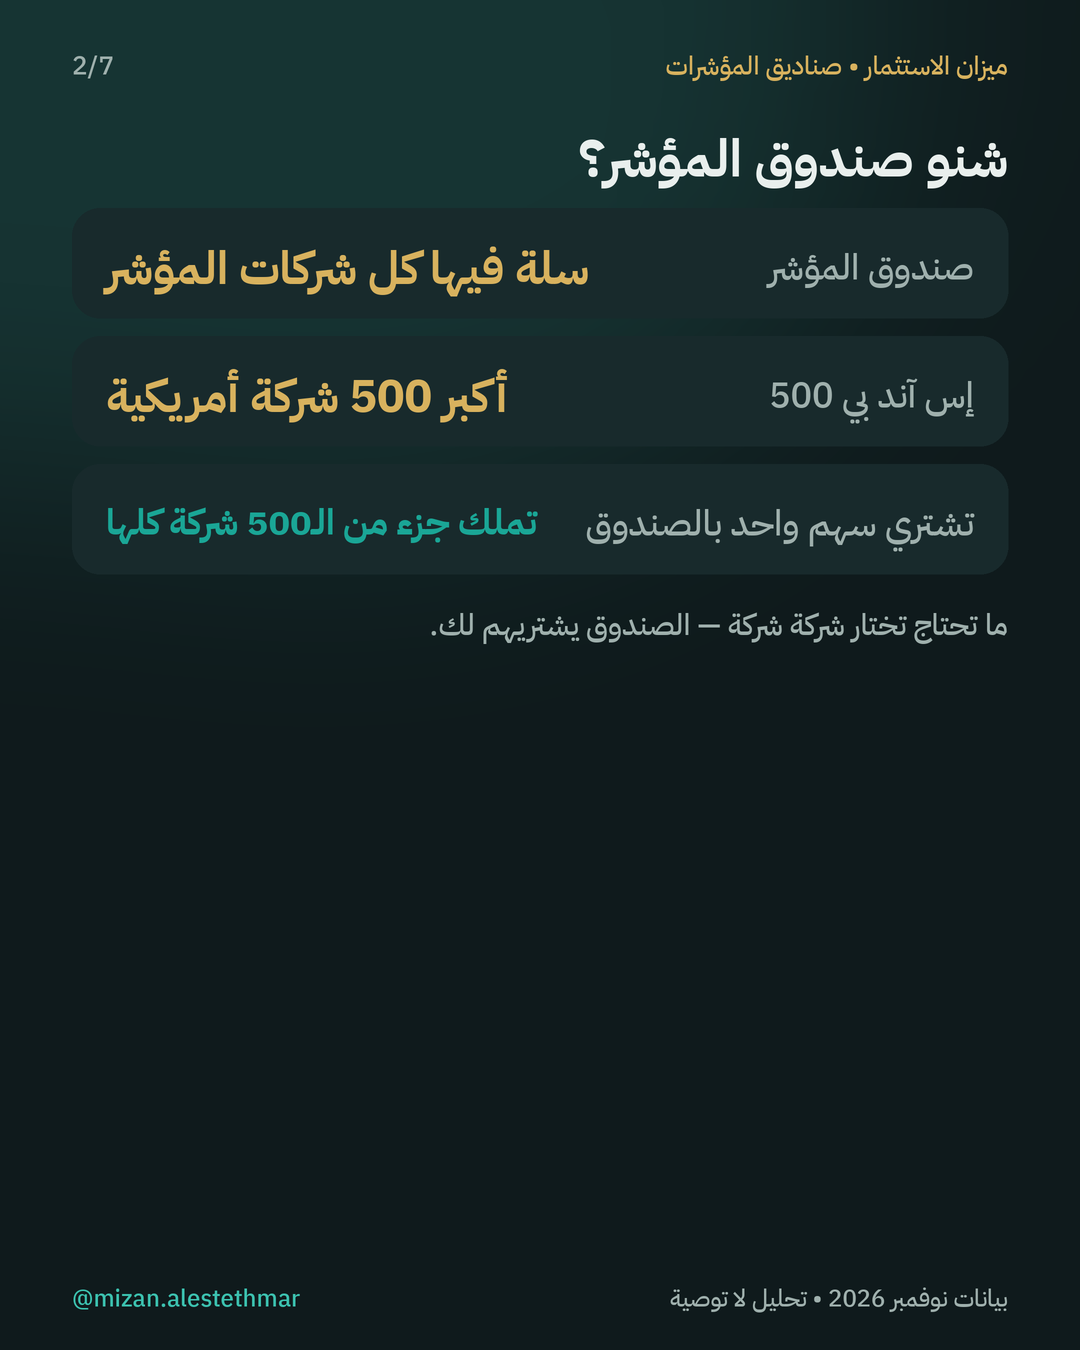 ميزان الاستثمار • صناديق المؤشرات
2/7
شنو صندوق المؤشر؟
صندوق المؤشر
سلة فيها كل شركات المؤشر
إس آند بي 500
أكبر 500 شركة أمريكية
تشتري سهم واحد بالصندوق
تملك جزء من الـ500 شركة كلها
ما تحتاج تختار شركة شركة — الصندوق يشتريهم لك.
بيانات نوفمبر 2026 • تحليل لا توصية
@mizan.alestethmar